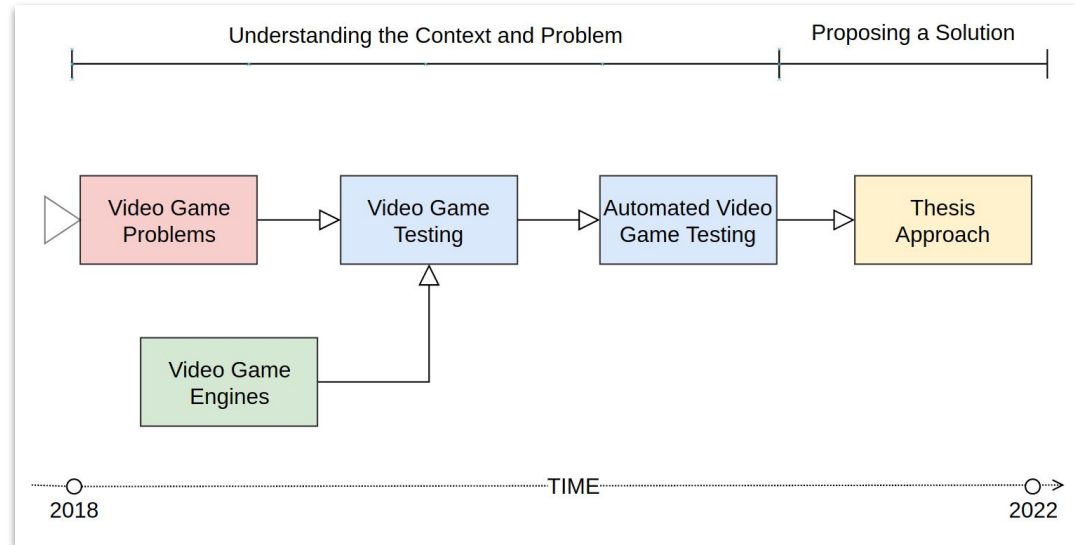 Understanding the Context and Problem
Proposing a Solution
Video Game
Problems
Video Game
Testing
Automated Video
Game Testing
Thesis
Approach
Video Game
Engines
TIME
2018
2022